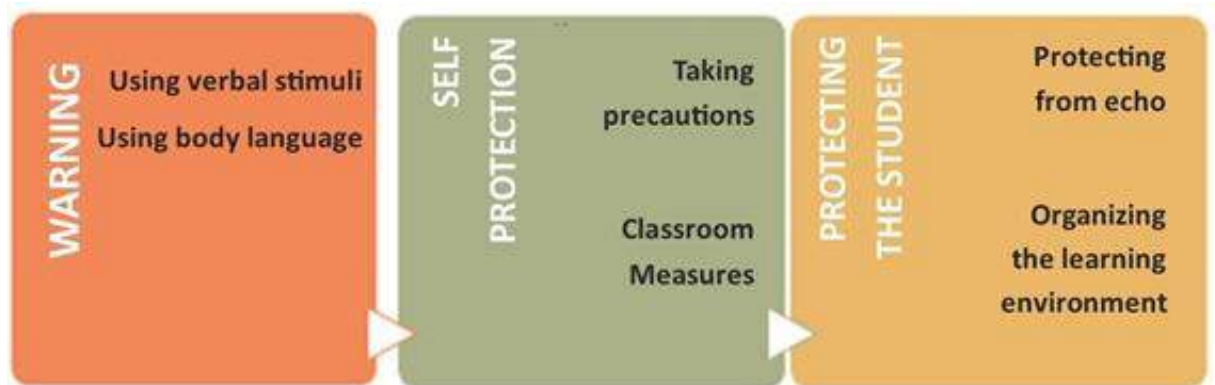 WARNING
Using verbal stimuli
Using body language
SELF
PROTECTION
Taking
precautions
Classroom
Measures
PROTECTING
THE STUDENT
Protecting
from echo
Organizing
the learning
environment